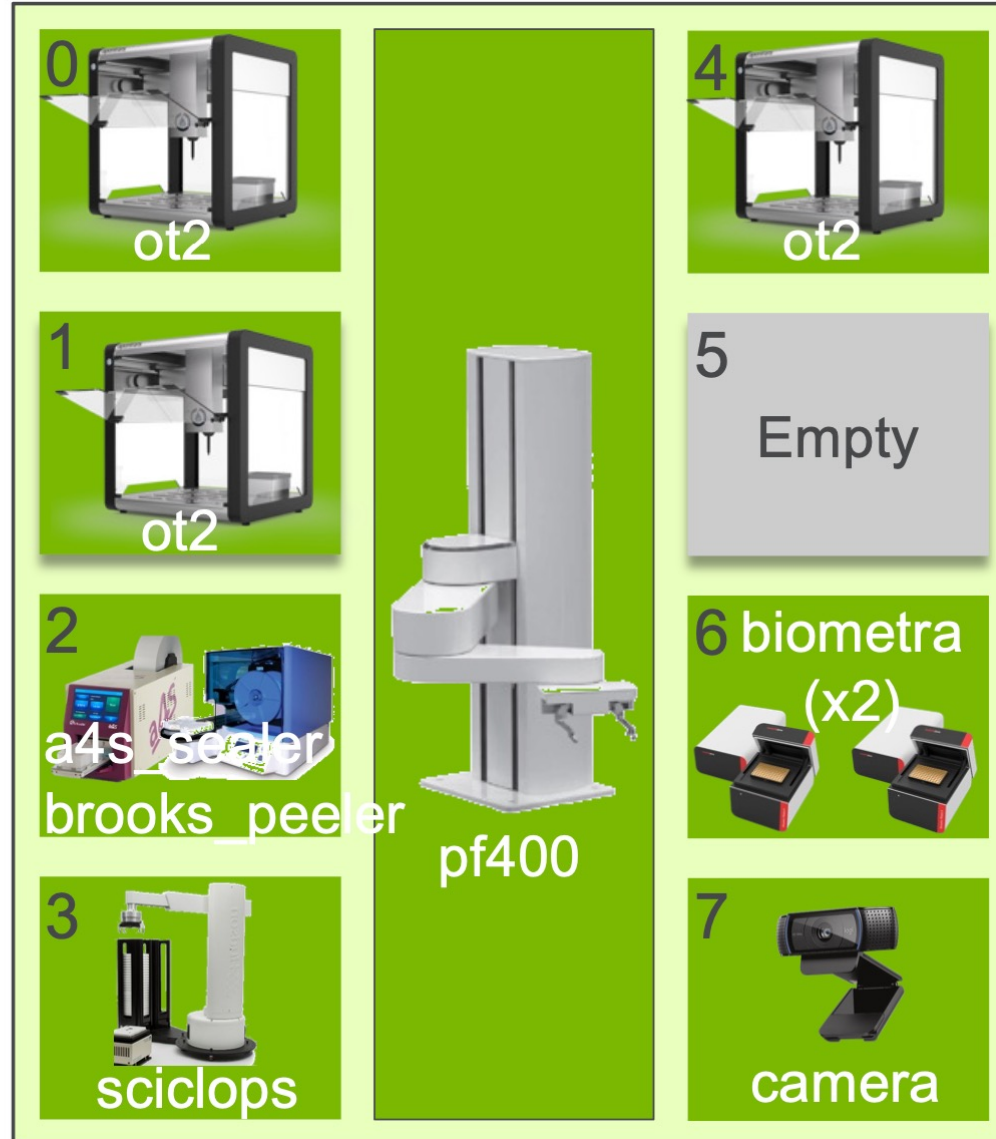 0
ot2
1
ot2
2
a4s_sealer
brooks_peeler
3
sciclops
pf400
4
ot2
5
Empty
6 biometra
(x2)
7
camera